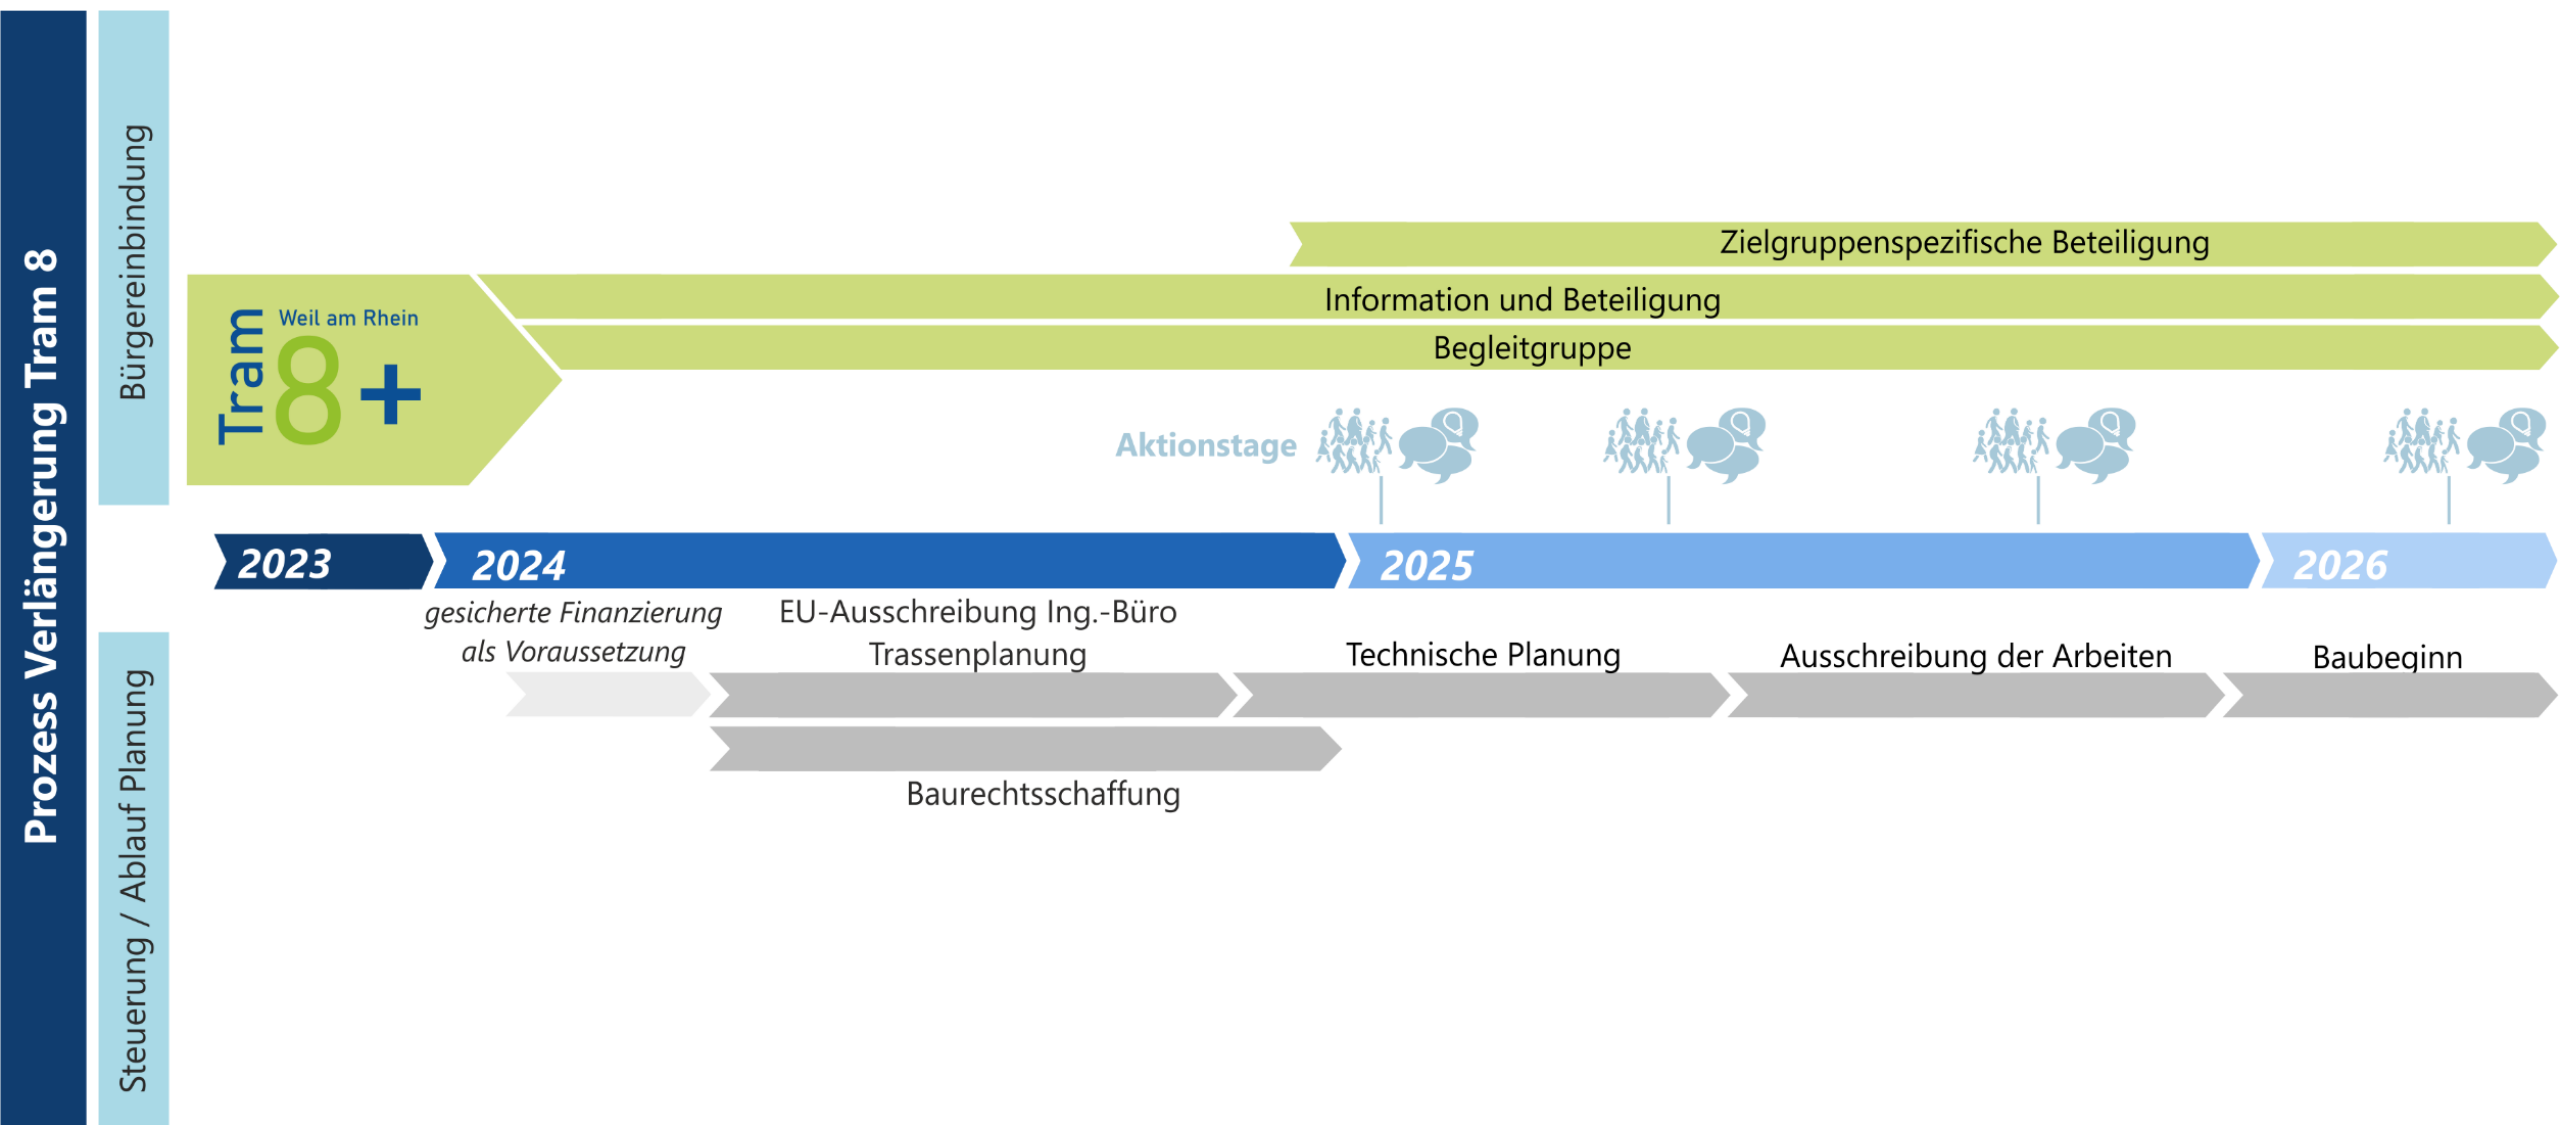 Prozess Verlängerung Tram 8
Bürgereinbindung
Zielgruppenspezifische Beteiligung
Information und Beteiligung
Begleitgruppe
Tram
Weil am Rhein
8+
Aktionstage
2023
2024
2025
2026
Steuerung / Ablauf Planung
gesicherte Finanzierung
als Voraussetzung
EU-Ausschreibung Ing.-Büro
Trassenplanung
Technische Planung
Ausschreibung der Arbeiten
Baubeginn
Baurechtsschaffung